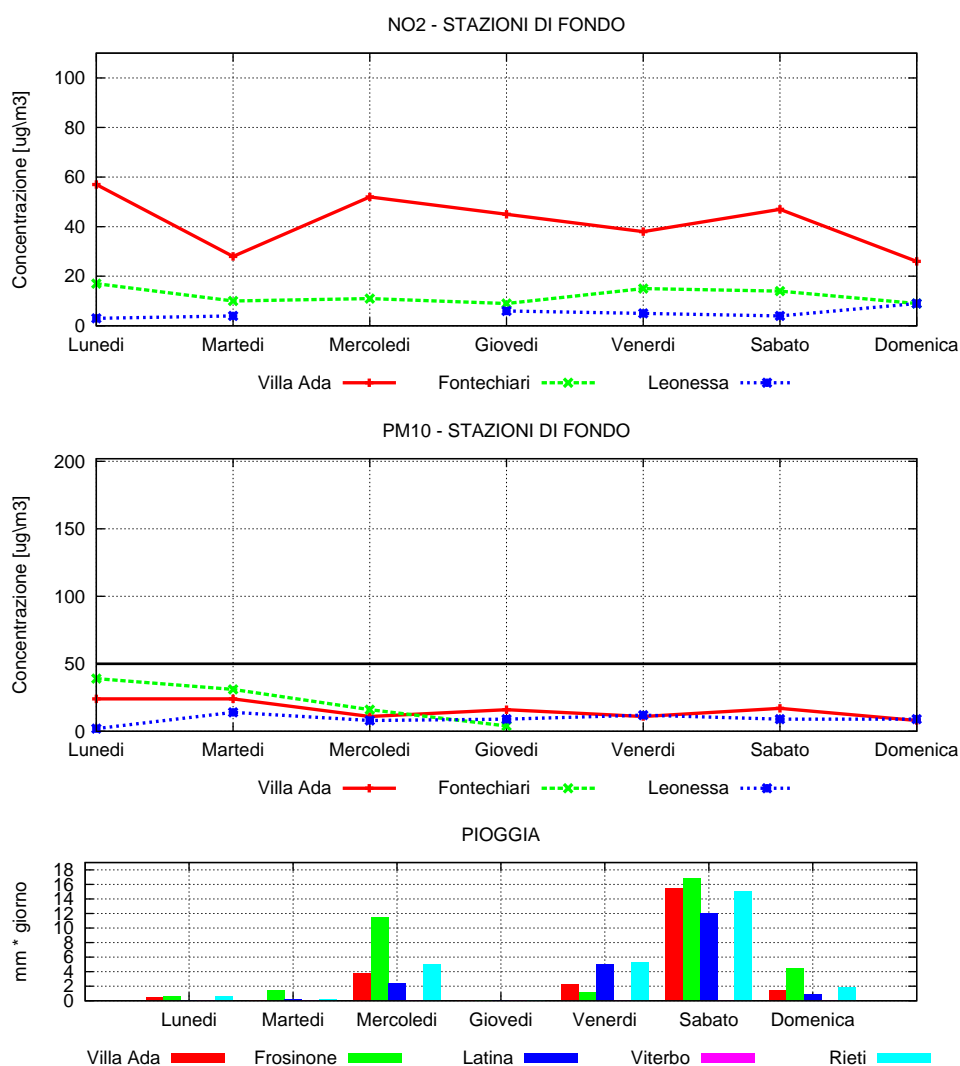 NO2 - STAZIONI DI FONDO
Concentrazione [ug\m3]
100
80
60
40
20
0
Lunedi Martedi Mercoledi Giovedi Venerdi Sabato Domenica
Villa Ada Fontechiari Leonessa
PM10 - STAZIONI DI FONDO
Concentrazione [ug\m3]
200
150
100
50
0
Lunedi Martedi Mercoledi Giovedi Venerdi Sabato Domenica
Villa Ada Fontechiari Leonessa
PIOGGIA
mm * giorno
18
16
14
12
10
8
6
4
2
0
Lunedi Martedi Mercoledi Giovedi Venerdi Sabato Domenica
Villa Ada Frosinone Latina Viterbo Rieti